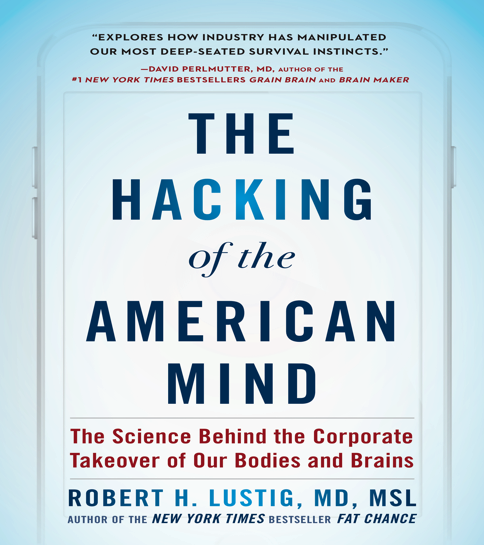 “EXPLORES HOW INDUSTRY HAS MANIPULATED
OUR MOST DEEP-SEATED SURVIVAL INSTINCTS.”
—DAVID PERLMUTTER, MD, AUTHOR OF THE
#1 NEW YORK TIMES BESTSELLERS GRAIN BRAIN AND BRAIN MAKER
THE
HACKING
of the
AMERICAN
MIND
The Science Behind the Corporate
Takeover of Our Bodies and Brains
ROBERT H. LUSTIG, MD, MSL
AUTHOR OF THE NEW YORK TIMES BESTSELLER FAT CHANCE